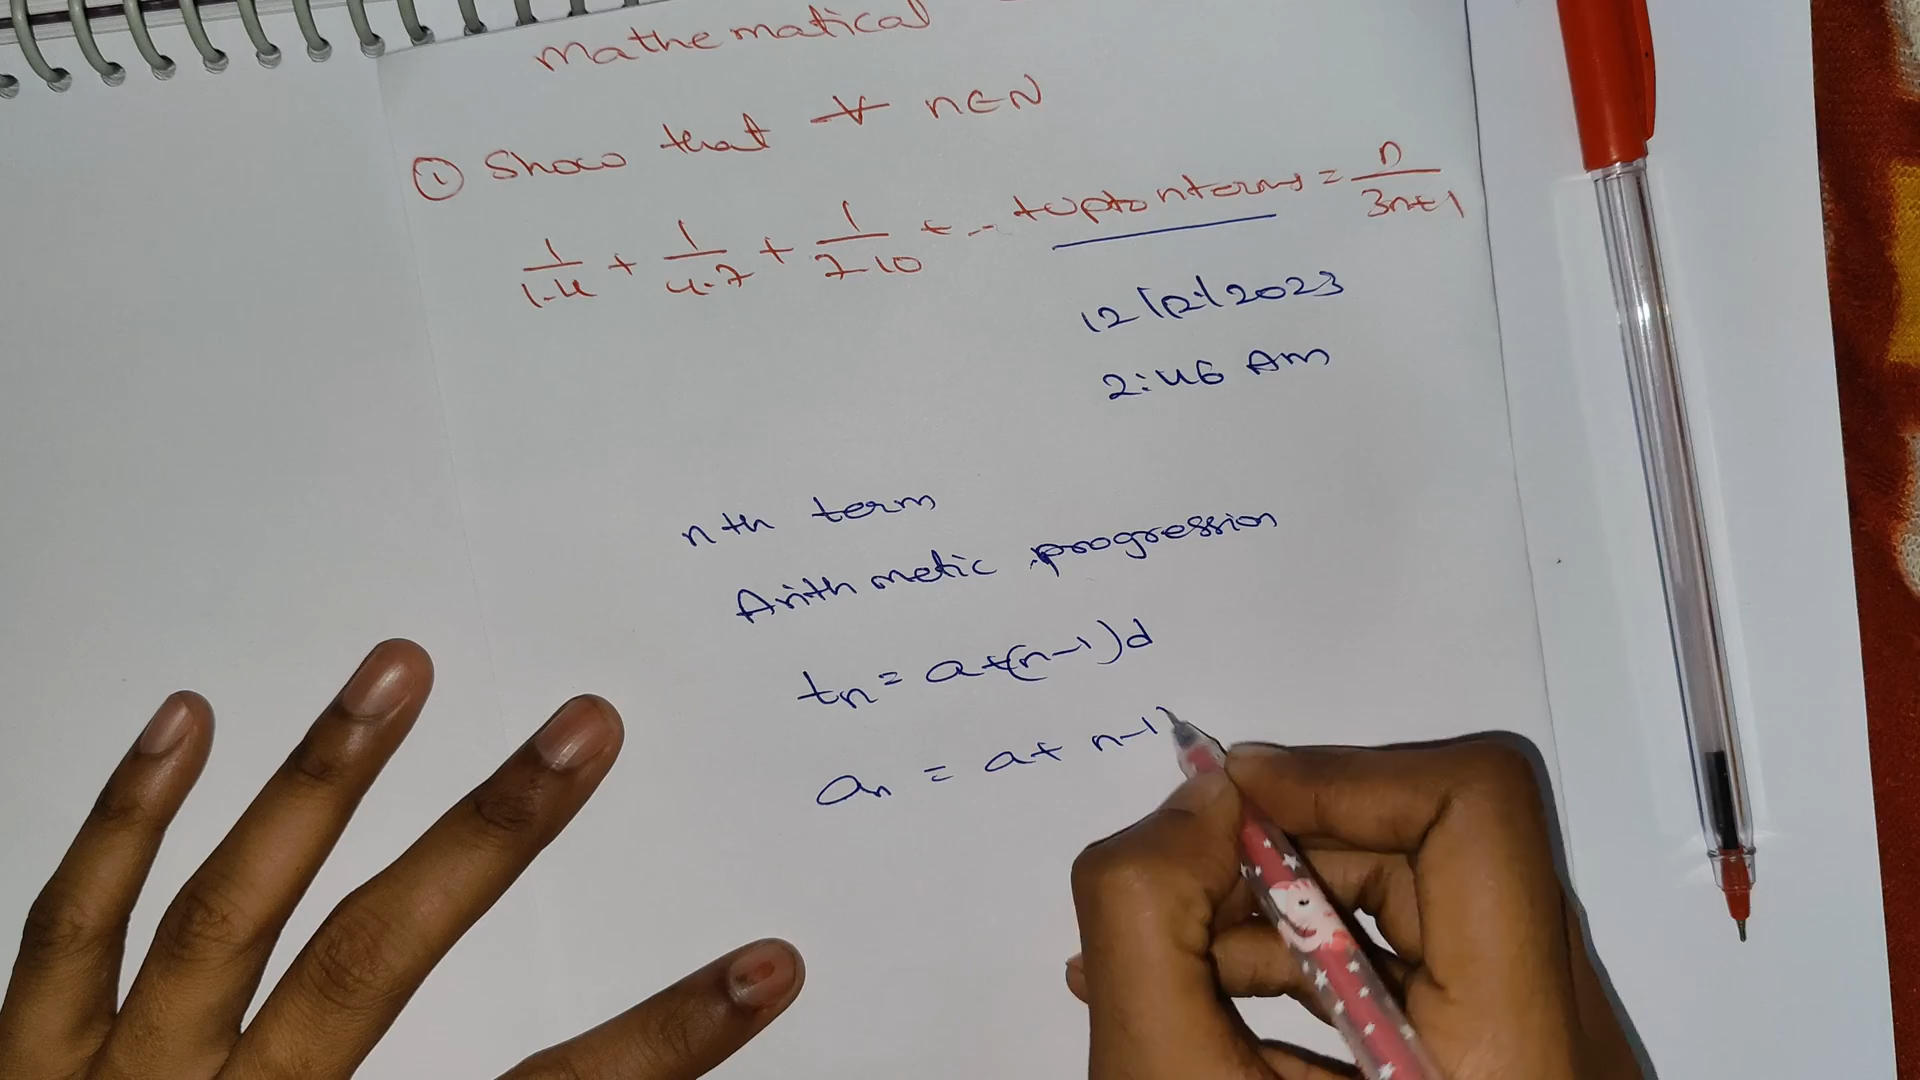 Mathematical
① Show that ∀ n∈N
1/1.4 + 1/4.7 + 1/7.10 + ... + upto n terms = n/3n+1
12/12/2023
2:46 Am
nth term
Arithmetic progression
tn = a+(n-1)d
an = a+ n-1)